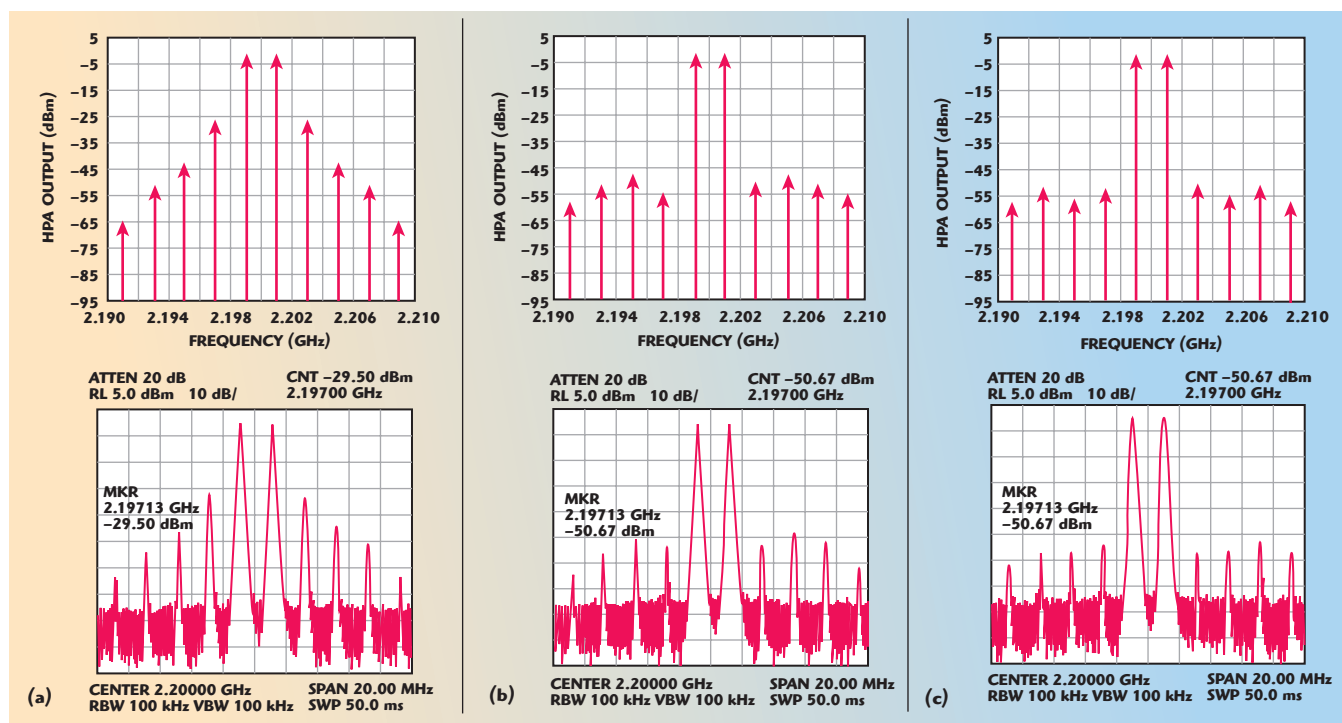 5
−5
−15
−25
−35
−45
−55
−65
−75
−85
−95
HPA OUTPUT (dBm)
2.190 2.194 2.198 2.202 2.206 2.210
FREQUENCY (GHz)
ATTEN 20 dB CNT −29.50 dBm
RL 5.0 dBm 10 dB/ 2.19700 GHz
MKR
2.19713 GHz
−29.50 dBm
CENTER 2.20000 GHz SPAN 20.00 MHz
RBW 100 kHz VBW 100 kHz SWP 50.0 ms
(a)
5
−5
−15
−25
−35
−45
−55
−65
−75
−85
−95
HPA OUTPUT (dBm)
2.190 2.194 2.198 2.202 2.206 2.210
FREQUENCY (GHz)
ATTEN 20 dB CNT −50.67 dBm
RL 5.0 dBm 10 dB/ 2.19700 GHz
MKR
2.19713 GHz
−50.67 dBm
CENTER 2.20000 GHz SPAN 20.00 MHz
RBW 100 kHz VBW 100 kHz SWP 50.0 ms
(b)
5
−5
−15
−25
−35
−45
−55
−65
−75
−85
−95
HPA OUTPUT (dBm)
2.190 2.194 2.198 2.202 2.206 2.210
FREQUENCY (GHz)
ATTEN 20 dB CNT −50.67 dBm
RL 5.0 dBm 10 dB/ 2.19700 GHz
MKR
2.19713 GHz
−50.67 dBm
CENTER 2.20000 GHz SPAN 20.00 MHz
RBW 100 kHz VBW 100 kHz SWP 50.0 ms
(c)